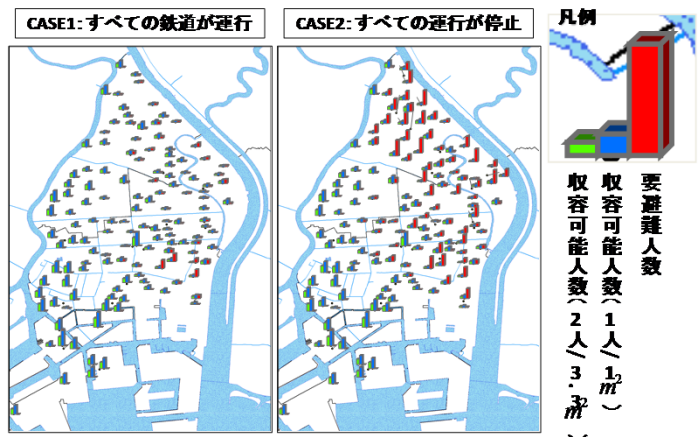 CASE1:すべての鉄道が運行
CASE2:すべての運行が停止
凡例
収容可能人数(2人/3.3m²)
収容可能人数(1人/1m²)
要避難人数